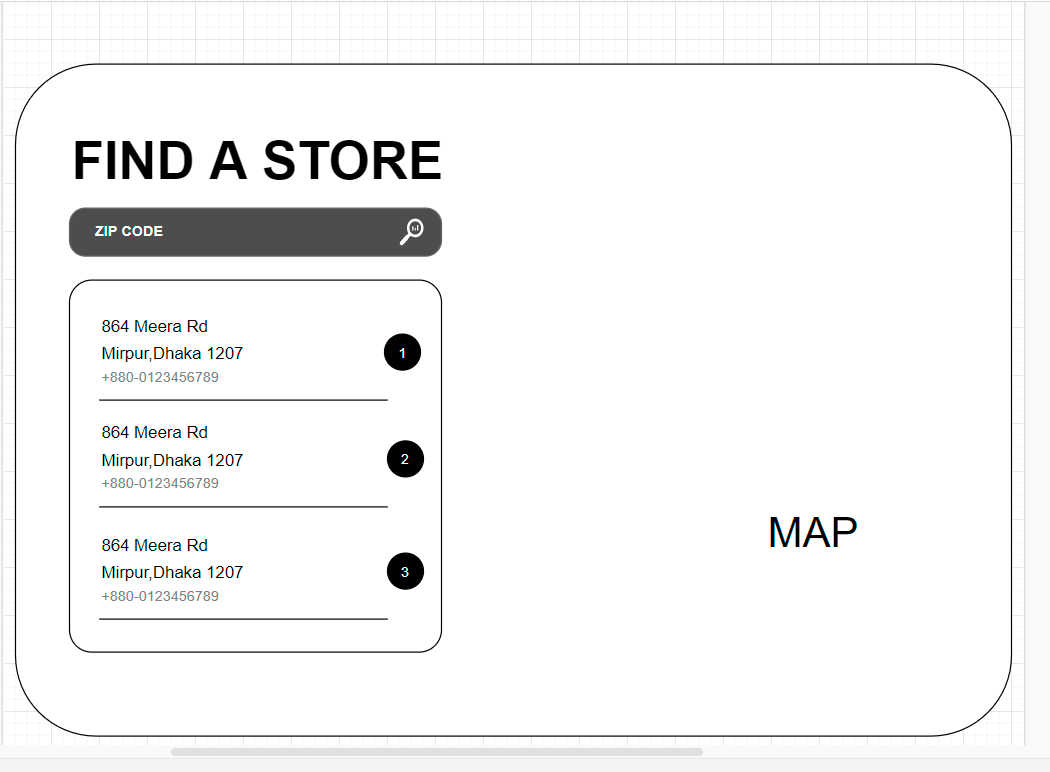 FIND A STORE
ZIP CODE
864 Meera Rd
Mirpur,Dhaka 1207
+880-0123456789
1
864 Meera Rd
Mirpur,Dhaka 1207
+880-0123456789
2
864 Meera Rd
Mirpur,Dhaka 1207
+880-0123456789
3
MAP